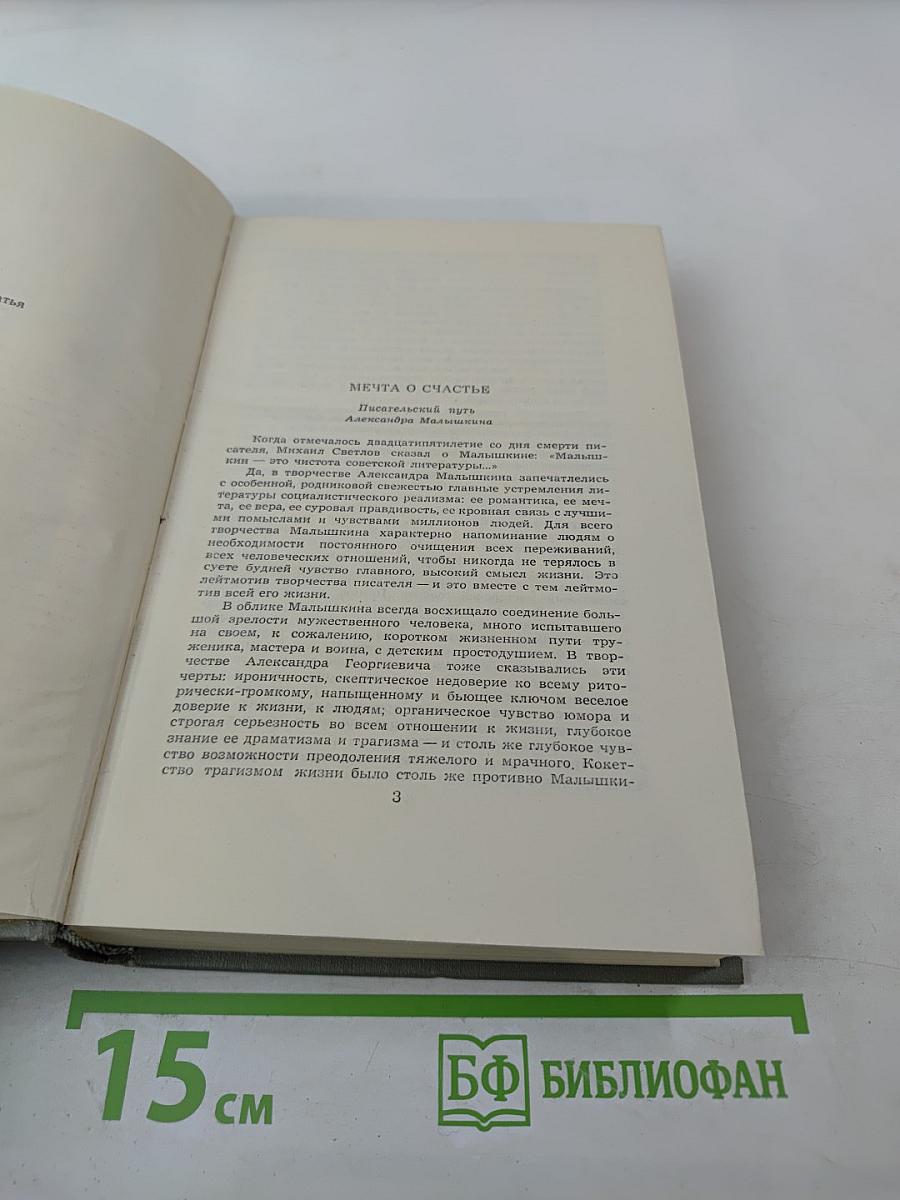 атья
МЕЧТА О СЧАСТЬЕ
Писательский путь
Александра Малышкина
Когда отмечалось двадцатипятилетие со дня смерти пи-
сателя, Михаил Светлов сказал о Малышкине: «Малыш-
кин — это чистота советской литературы...»
Да, в творчестве Александра Малышкина запечатлелись
с особенной, родниковой свежестью главные устремления ли-
тературы социалистического реализма: ее романтика, ее меч-
та, ее вера, ее суровая правдивость, ее кровная связь с лучши-
ми помыслами и чувствами миллионов людей. Для всего
творчества Малышкина характерно напоминание людям о
необходимости постоянного очищения всех переживаний,
всех человеческих отношений, чтобы никогда не терялось в
суете будней чувство главного, высокий смысл жизни. Это
лейтмотив творчества писателя — и это вместе с тем лейтмо-
тив всей его жизни.
В облике Малышкина всегда восхищало соединение боль-
шой зрелости мужественного человека, много испытавшего
на своем, к сожалению, коротком жизненном пути тру-
женика, мастера и воина, с детским простодушием. В твор-
честве Александра Георгиевича тоже сказывались эти
черты: ироничность, скептическое недоверие ко всему рито-
рически-громкому, напыщенному и бьющее ключом веселое
доверие к жизни, к людям; органическое чувство юмора и
строгая серьезность во всем отношении к жизни, глубокое
знание ее драматизма и трагизма — и столь же глубокое чув-
ство возможности преодоления тяжелого и мрачного. Кокет-
ство трагизмом жизни было столь же противно Малышки-
3
15 см
БФ БИБЛИОФАН